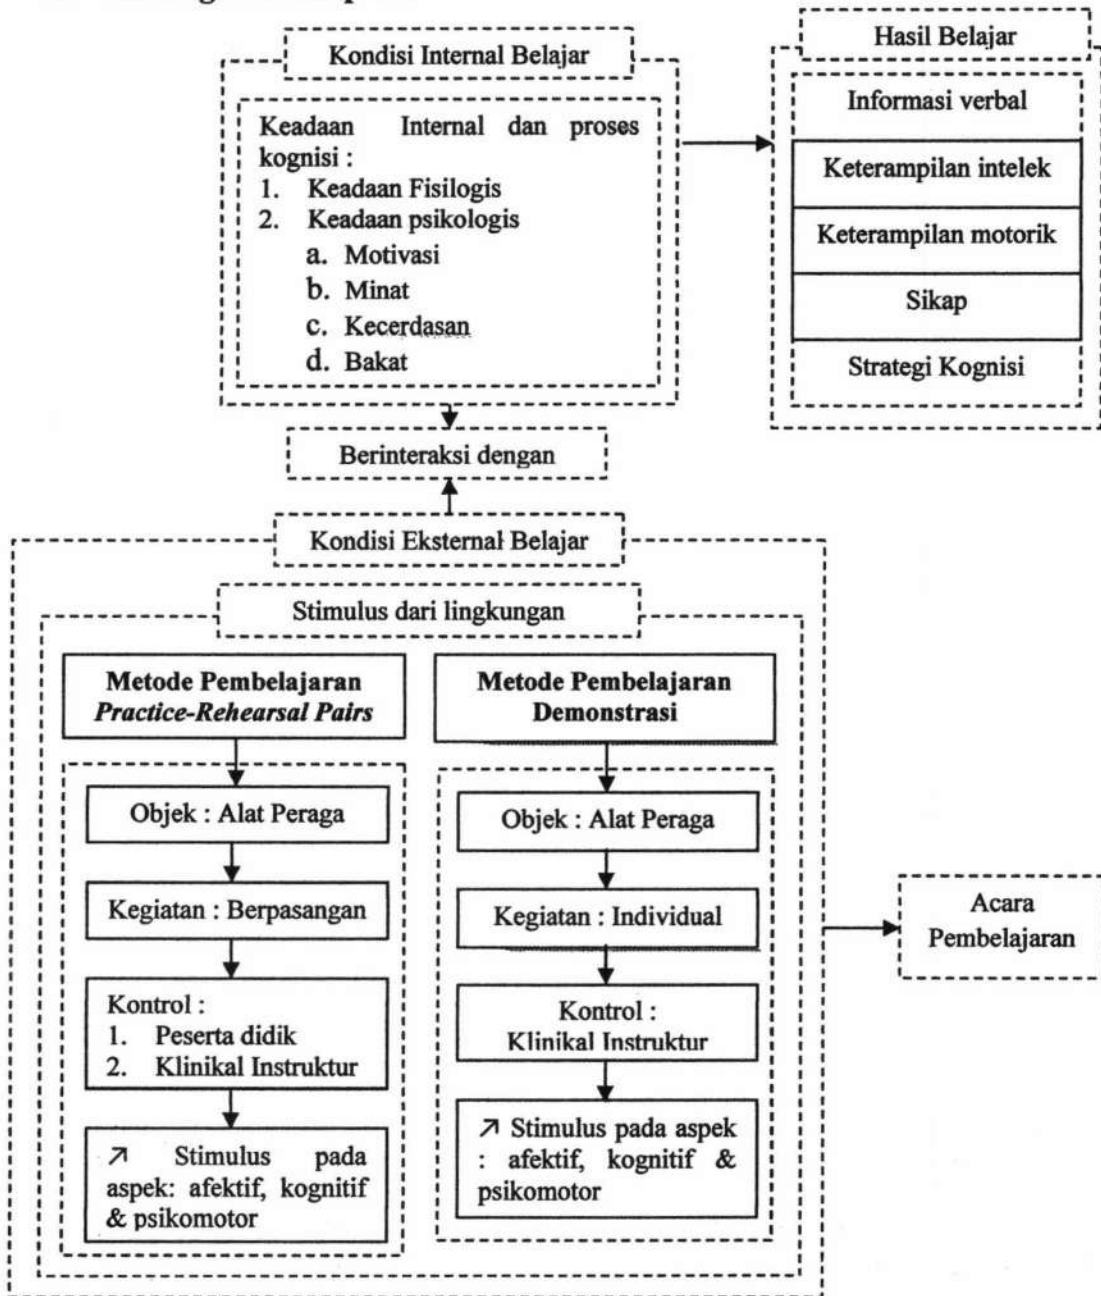 Kondisi Internal Belajar
Keadaan Internal dan proses
kognisi :
1. Keadaan Fisilogis
2. Keadaan psikologis
a. Motivasi
b. Minat
c. Kecerdasan
d. Bakat
Hasil Belajar
Informasi verbal
Keterampilan intelek
Keterampilan motorik
Sikap
Strategi Kognisi
Berinteraksi dengan
Kondisi Eksternal Belajar
Stimulus dari lingkungan
Metode Pembelajaran
Practice-Rehearsal Pairs
Objek : Alat Peraga
Kegiatan : Berpasangan
Kontrol :
1. Peserta didik
2. Klinikal Instruktur
↗ Stimulus pada
aspek: afektif, kognitif
& psikomotor
Metode Pembelajaran
Demonstrasi
Objek : Alat Peraga
Kegiatan : Individual
Kontrol :
Klinikal Instruktur
↗ Stimulus pada aspek
: afektif, kognitif &
psikomotor
Acara
Pembelajaran